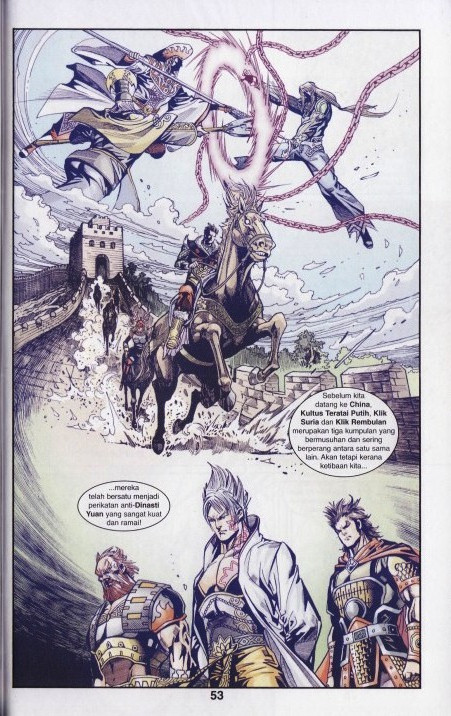 Sebelum kita
datang ke China,
Kultus Teratai Putih, Klik
Suria dan Klik Rembulan
merupakan tiga kumpulan yang
bermusuhan dan sering
berperang antara satu sama
lain. Akan tetapi kerana
ketibaan kita...
...mereka
telah bersatu menjadi
perikatan anti-Dinasti
Yuan yang sangat kuat
dan ramai!
53